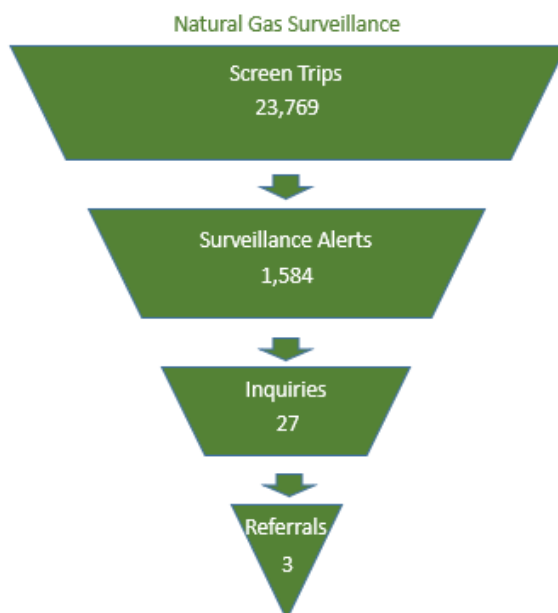 Natural Gas Surveillance
Screen Trips
23,769
Surveillance Alerts
1,584
Inquiries
27
Referrals
3